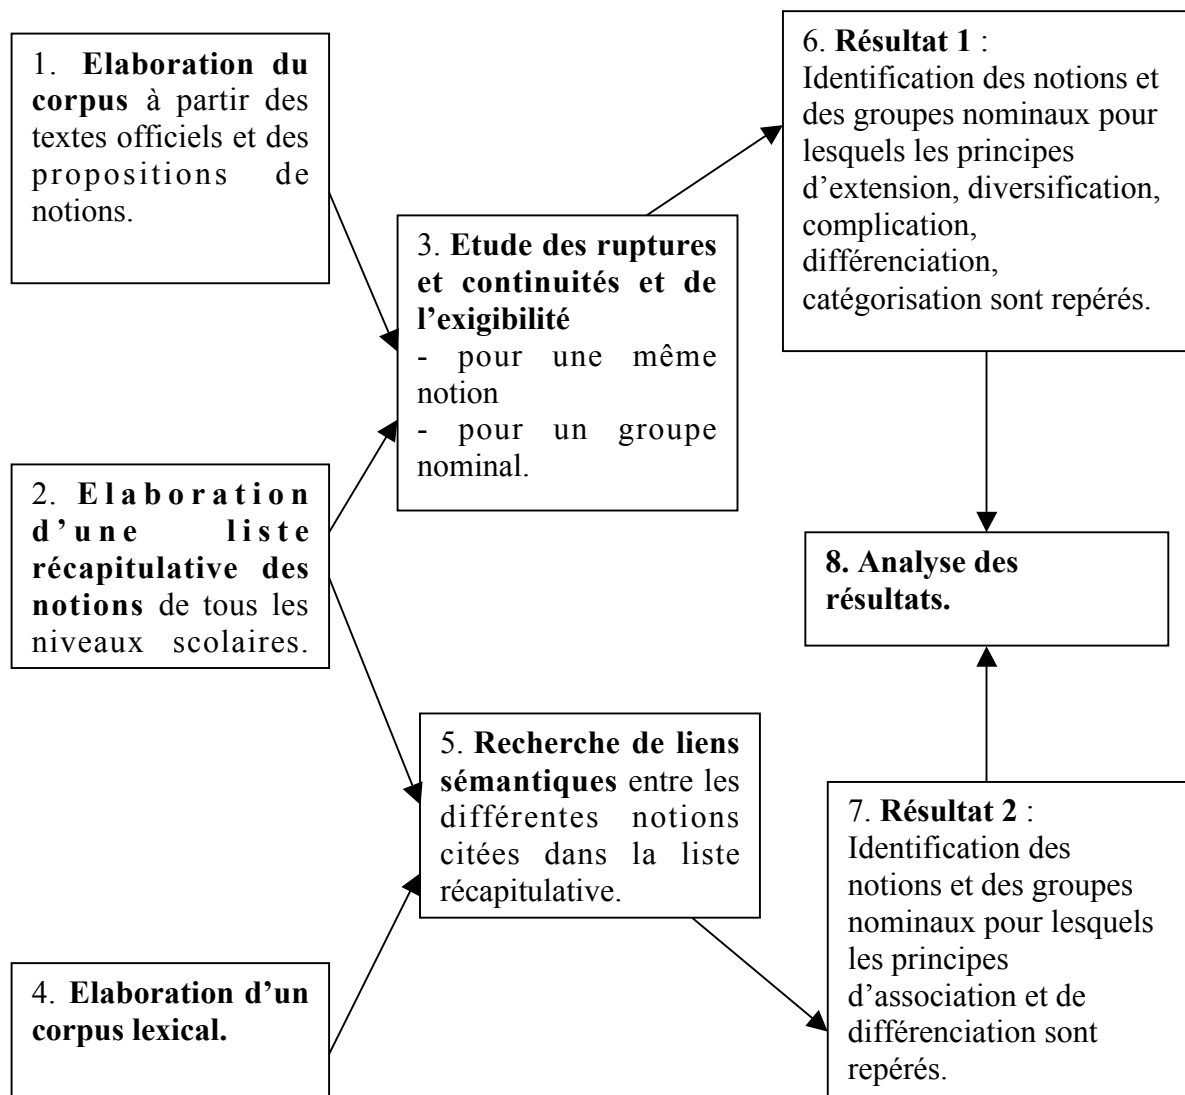 1. Elaboration du
corpus à partir des
textes officiels et des
propositions de
notions.
2. Elaboration
d’une liste
récapitulative des
notions de tous les
niveaux scolaires.
3. Etude des ruptures
et continuités et de
l’exigibilité
- pour une même
notion
- pour un groupe
nominal.
4. Elaboration d’un
corpus lexical.
5. Recherche de liens
sémantiques entre les
différentes notions
citées dans la liste
récapitulative.
6. Résultat 1 :
Identification des notions et
des groupes nominaux pour
lesquels les principes
d’extension, diversification,
complication,
différenciation,
catégorisation sont repérés.
7. Résultat 2 :
Identification des
notions et des groupes
nominaux pour lesquels
les principes
d’association et de
différenciation sont
repérés.
8. Analyse des
résultats.